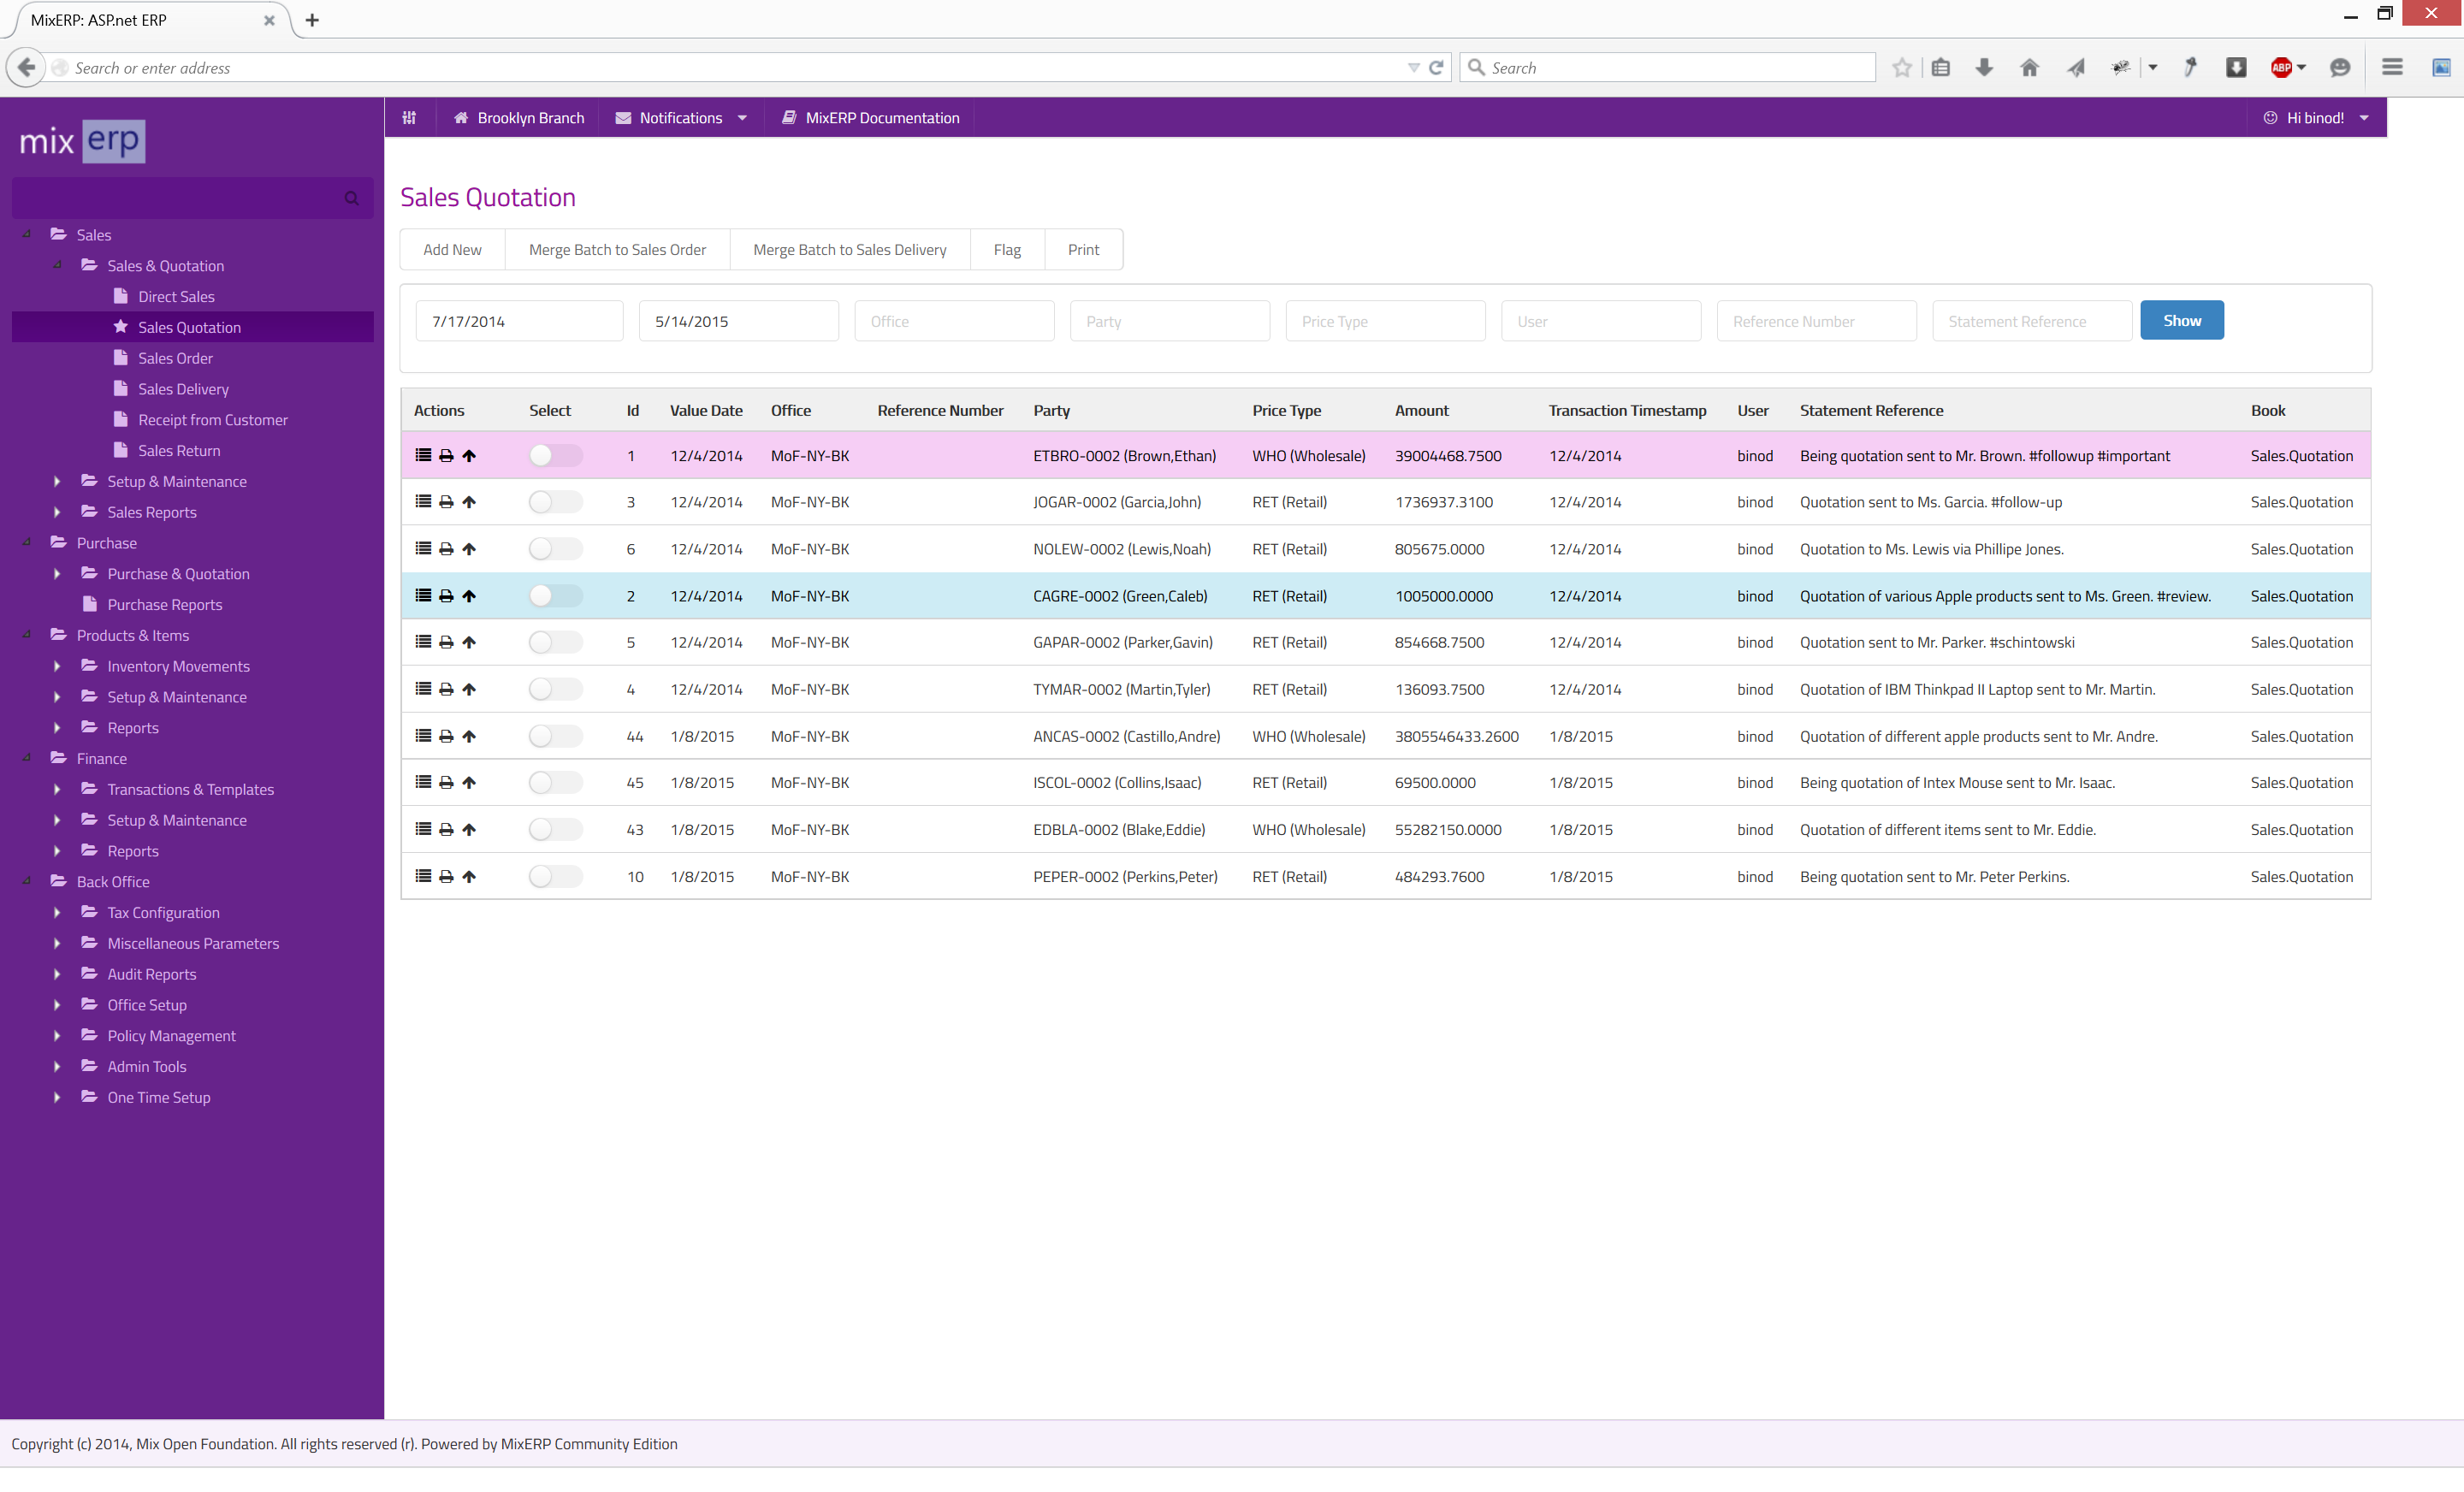 MixERP: ASP.net ERP
Search or enter address
Search
ABP
mix erp
Brooklyn Branch
Notifications
MixERP Documentation
Hi binod!
Sales
Sales & Quotation
Direct Sales
Sales Quotation
Sales Order
Sales Delivery
Receipt from Customer
Sales Return
Setup & Maintenance
Sales Reports
Purchase
Purchase & Quotation
Purchase Reports
Products & Items
Inventory Movements
Setup & Maintenance
Reports
Finance
Transactions & Templates
Setup & Maintenance
Reports
Back Office
Tax Configuration
Miscellaneous Parameters
Audit Reports
Office Setup
Policy Management
Admin Tools
One Time Setup
Sales Quotation
Add New Merge Batch to Sales Order Merge Batch to Sales Delivery Flag Print
7/17/2014 5/14/2015 Office Party Price Type User Reference Number Statement Reference Show
Actions Select Id Value Date Office Reference Number Party Price Type Amount Transaction Timestamp User Statement Reference Book
1 12/4/2014 MoF-NY-BK ETBRO-0002 (Brown,Ethan) WHO (Wholesale) 39004468.7500 12/4/2014 binod Being quotation sent to Mr. Brown. #followup #important Sales.Quotation
3 12/4/2014 MoF-NY-BK JOGAR-0002 (Garcia,John) RET (Retail) 1736937.3100 12/4/2014 binod Quotation sent to Ms. Garcia. #follow-up Sales.Quotation
6 12/4/2014 MoF-NY-BK NOLEW-0002 (Lewis,Noah) RET (Retail) 805675.0000 12/4/2014 binod Quotation to Ms. Lewis via Phillipe Jones. Sales.Quotation
2 12/4/2014 MoF-NY-BK CAGRE-0002 (Green,Caleb) RET (Retail) 1005000.0000 12/4/2014 binod Quotation of various Apple products sent to Ms. Green. #review. Sales.Quotation
5 12/4/2014 MoF-NY-BK GAPAR-0002 (Parker,Gavin) RET (Retail) 854668.7500 12/4/2014 binod Quotation sent to Mr. Parker. #schintowski Sales.Quotation
4 12/4/2014 MoF-NY-BK TYMAR-0002 (Martin,Tyler) RET (Retail) 136093.7500 12/4/2014 binod Quotation of IBM Thinkpad II Laptop sent to Mr. Martin. Sales.Quotation
44 1/8/2015 MoF-NY-BK ANCAS-0002 (Castillo,Andre) WHO (Wholesale) 3805546433.2600 1/8/2015 binod Quotation of different apple products sent to Mr. Andre. Sales.Quotation
45 1/8/2015 MoF-NY-BK ISCOL-0002 (Collins,Isaac) RET (Retail) 69500.0000 1/8/2015 binod Being quotation of Intex Mouse sent to Mr. Isaac. Sales.Quotation
43 1/8/2015 MoF-NY-BK EDBLA-0002 (Blake,Eddie) WHO (Wholesale) 55282150.0000 1/8/2015 binod Quotation of different items sent to Mr. Eddie. Sales.Quotation
10 1/8/2015 MoF-NY-BK PEPER-0002 (Perkins,Peter) RET (Retail) 484293.7600 1/8/2015 binod Being quotation sent to Mr. Peter Perkins. Sales.Quotation
Copyright (c) 2014, Mix Open Foundation. All rights reserved (r). Powered by MixERP Community Edition